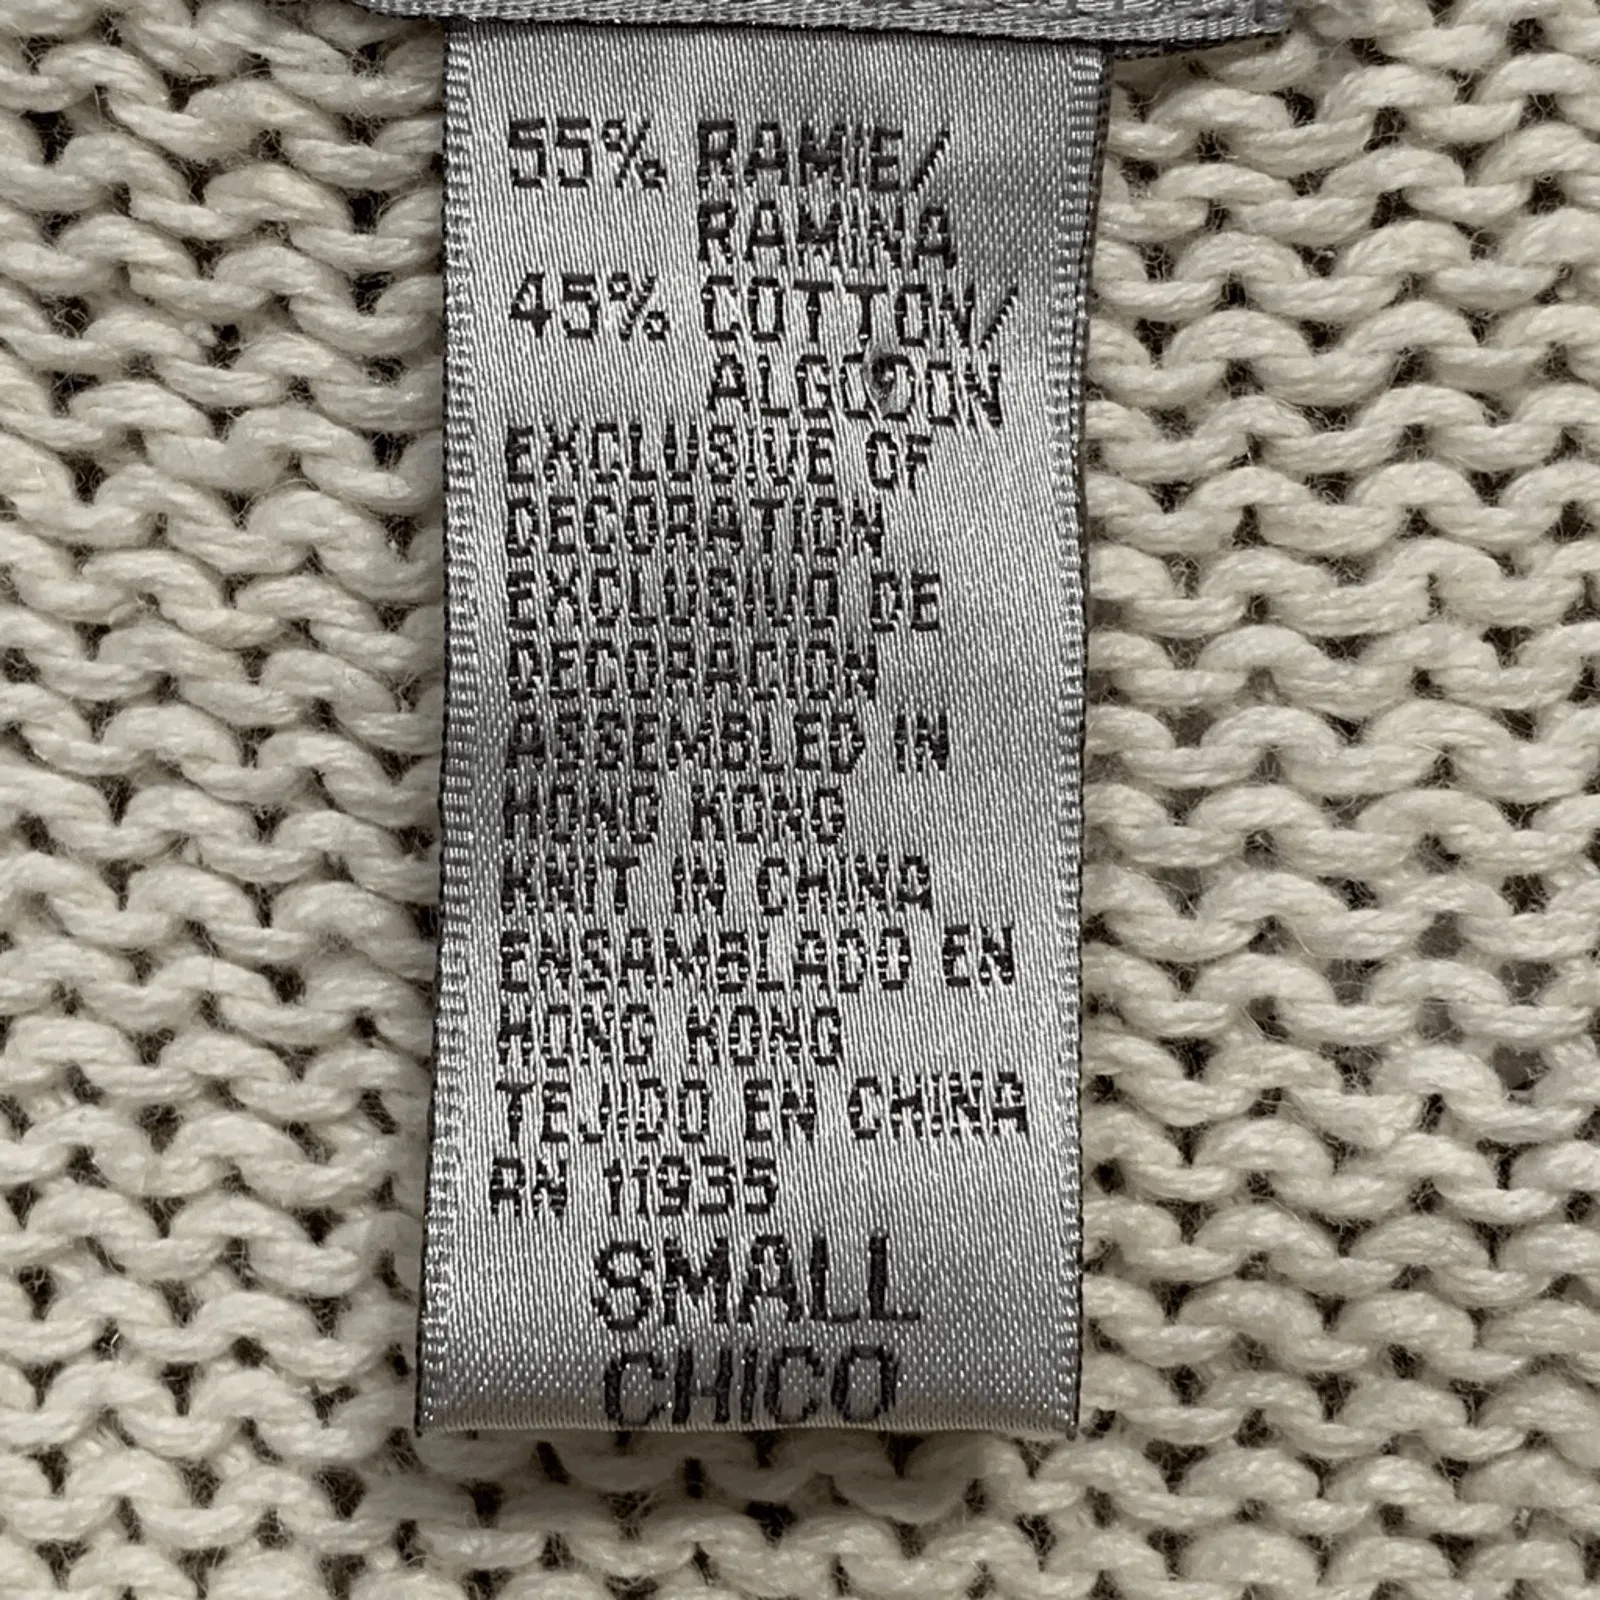 55% RAMIE/
RAMINA
45% COTTON/
ALGODON
EXCLUSIVE OF
DECORATION
EXCLUSIVO DE
DECORACION
ASSEMBLED IN
HONG KONG
KNIT IN CHINA
ENSAMBLADO EN
HONG KONG
TEJIDO EN CHINA
RN 11935
SMALL
CHICO